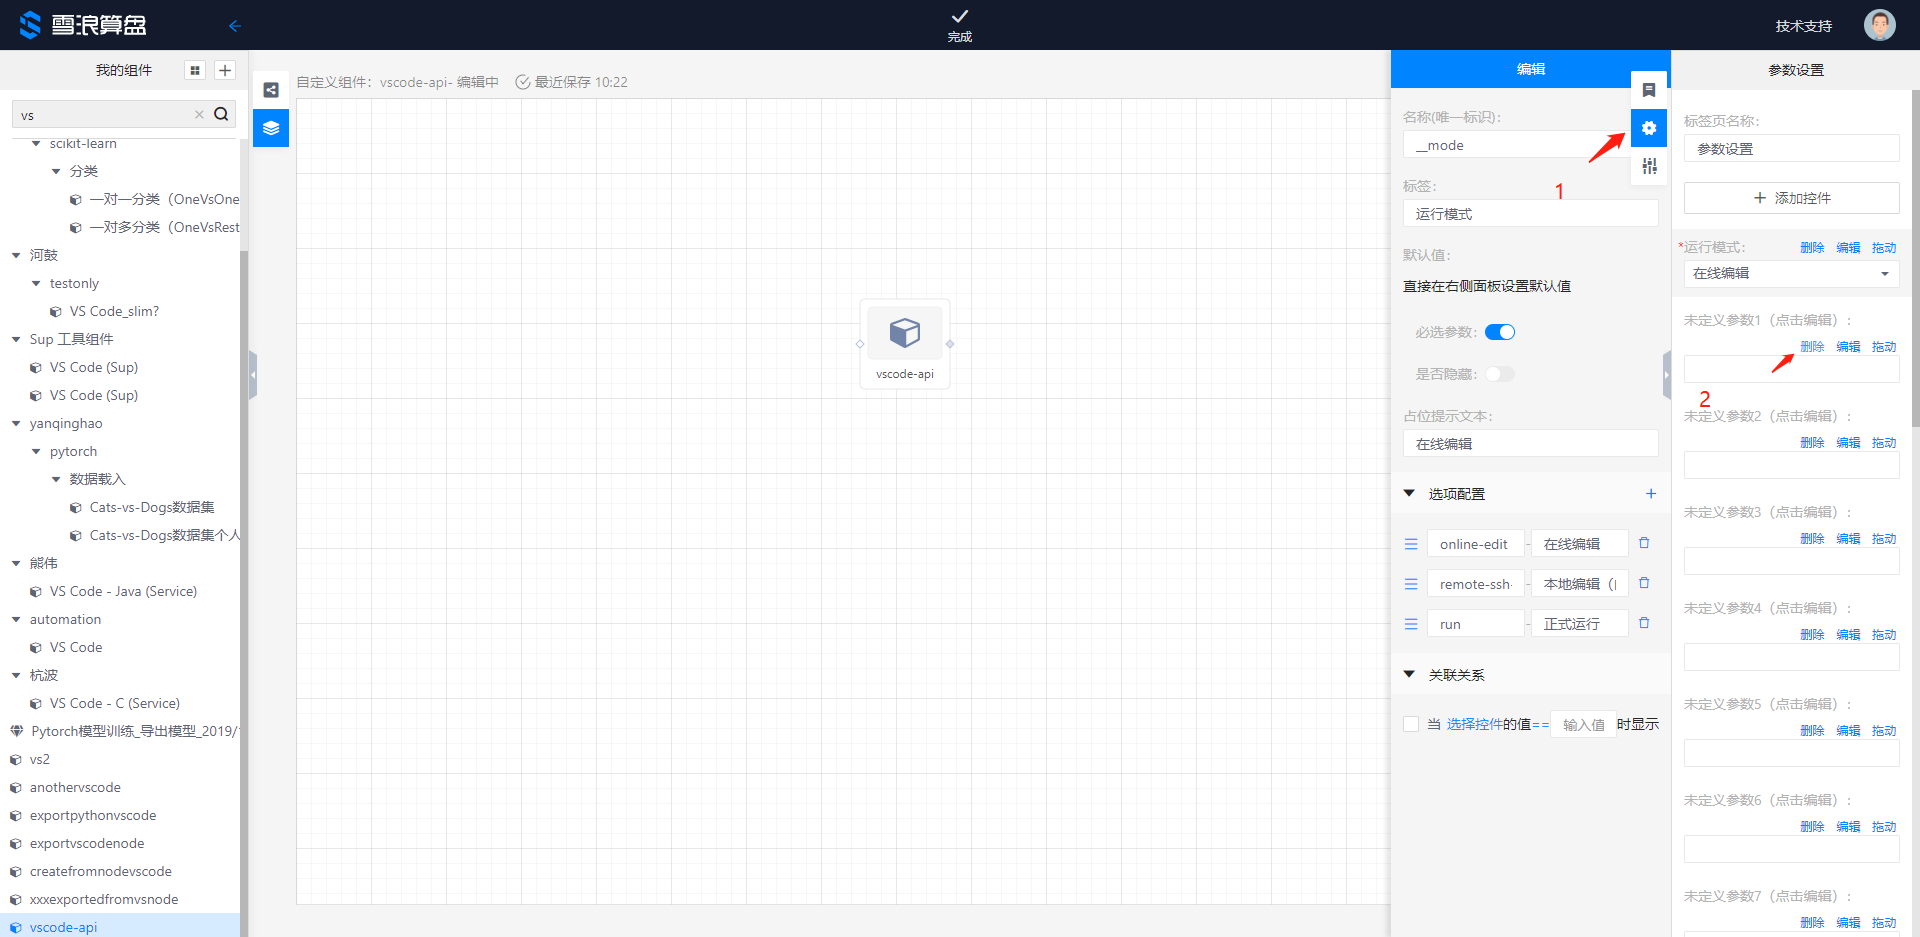 雪浪算盘
完成
技术支持
我的组件
vs
scikit-learn
分类
一对一分类（OneVsOne
一对多分类（OneVsRest
河鼓
testonly
VS Code_slim?
Sup 工具组件
VS Code (Sup)
VS Code (Sup)
yanqinghao
pytorch
数据载入
Cats-vs-Dogs数据集
Cats-vs-Dogs数据集个人
熊伟
VS Code - Java (Service)
automation
VS Code
杭波
VS Code - C (Service)
Pytorch模型训练_导出模型_2019/
vs2
anothervscode
exportpythonvscode
exportvscodenode
createfromnodevscode
xxxexportedfromvsnode
vscode-api
自定义组件：vscode-api- 编辑中 最近保存 10:22
vscode-api
编辑
名称(唯一标识)：
__mode
1
标签：
运行模式
默认值：
直接在右侧面板设置默认值
必选参数：
是否隐藏：
占位提示文本：
在线编辑
选项配置 +
online-edit - 在线编辑
remote-ssh- - 本地编辑（
run - 正式运行
关联关系
当 选择控件的值== 输入值 时显示
参数设置
标签页名称：
参数设置
+ 添加控件
*运行模式： 删除 编辑 拖动
在线编辑
未定义参数1（点击编辑）：
删除 编辑 拖动
2
未定义参数2（点击编辑）：
删除 编辑 拖动
未定义参数3（点击编辑）：
删除 编辑 拖动
未定义参数4（点击编辑）：
删除 编辑 拖动
未定义参数5（点击编辑）：
删除 编辑 拖动
未定义参数6（点击编辑）：
删除 编辑 拖动
未定义参数7（点击编辑）：
删除 编辑 拖动